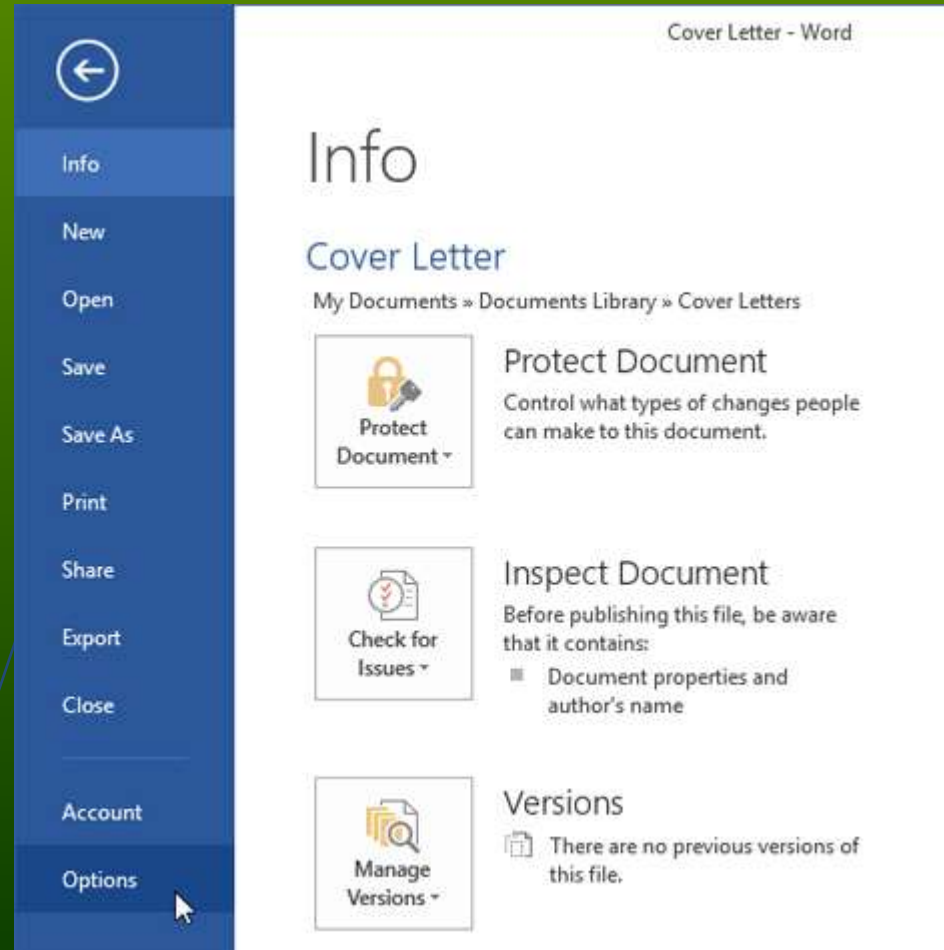 Cover Letter - Word
Info
New
Open
Save
Save As
Print
Share
Export
Close
Account
Options
Info
Cover Letter
My Documents » Documents Library » Cover Letters
Protect
Document
Protect Document
Control what types of changes people
can make to this document.
Check for
Issues
Inspect Document
Before publishing this file, be aware
that it contains:
Document properties and
author's name
Manage
Versions
Versions
There are no previous versions of
this file.